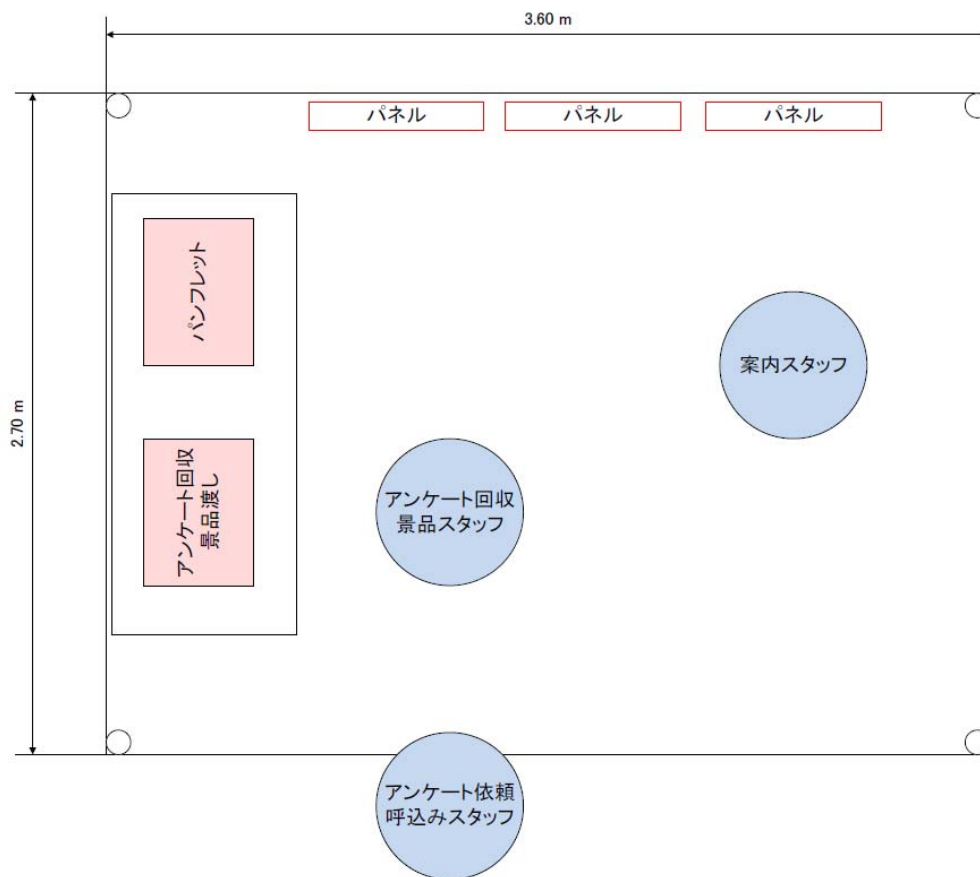 3.60 m
パネル
パネル
パネル
2.70 m
パンフレット
案内スタッフ
アンケート回収
景品渡し
アンケート回収
景品スタッフ
アンケート依頼
呼込みスタッフ